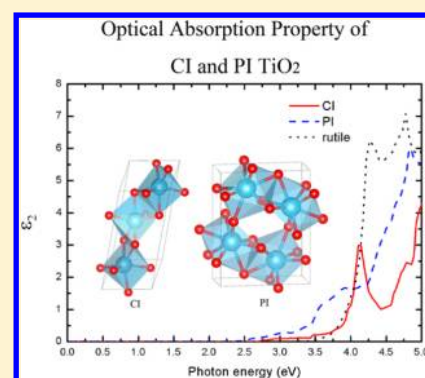 Optical Absorption Property of
CI and PI TiO2
8
7
6
5
4
3
2
1
0
ε2
CI
PI
rutile
CI
PI
0.0 0.5 1.0 1.5 2.0 2.5 3.0 3.5 4.0 4.5 5.0
Photon energy (eV)